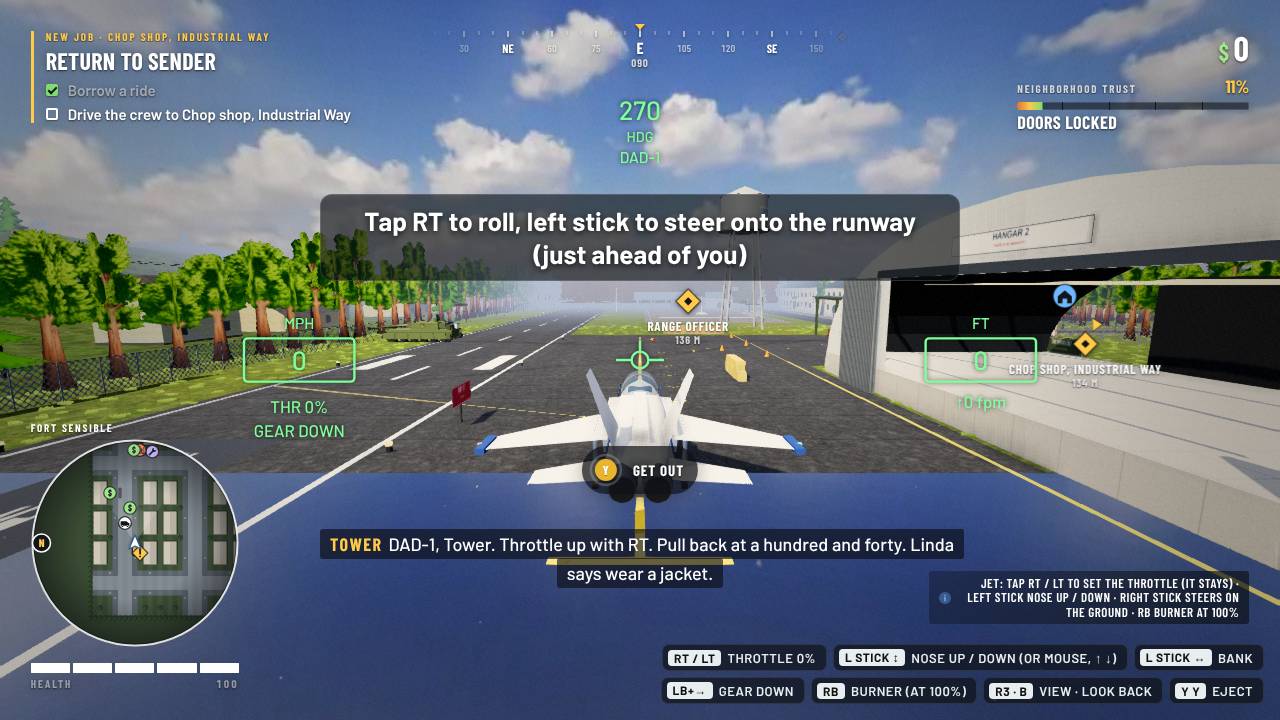 NEW JOB · CHOP SHOP, INDUSTRIAL WAY
RETURN TO SENDER
Borrow a ride
Drive the crew to Chop shop, Industrial Way
30 NE 60 75 E 105 120 SE 150
090
270
HDG
DAD-1
$0
NEIGHBORHOOD TRUST 11%
DOORS LOCKED
Tap RT to roll, left stick to steer onto the runway
(just ahead of you)
HANGAR 2
RANGE OFFICER
136 M
MPH
0
THR 0%
GEAR DOWN
FT
0
↑0 fpm
CHOP SHOP, INDUSTRIAL WAY
134 M
Y GET OUT
FORT SENSIBLE
N
TOWER DAD-1, Tower. Throttle up with RT. Pull back at a hundred and forty. Linda
says wear a jacket.
JET: TAP RT / LT TO SET THE THROTTLE (IT STAYS) ·
LEFT STICK NOSE UP / DOWN · RIGHT STICK STEERS ON
THE GROUND · RB BURNER AT 100%
HEALTH 100
RT / LT THROTTLE 0% L STICK ↕ NOSE UP / DOWN (OR MOUSE, ↑ ↓) L STICK ↔ BANK
LB+→ GEAR DOWN RB BURNER (AT 100%) R3 · B VIEW · LOOK BACK Y Y EJECT